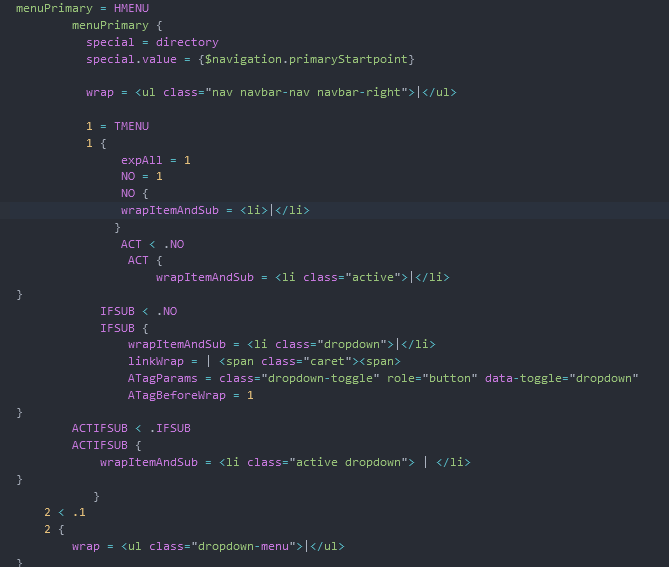 menuPrimary = HMENU
menuPrimary {
special = directory
special.value = {$navigation.primaryStartpoint}
wrap = <ul class="nav navbar-nav navbar-right">|</ul>
1 = TMENU
1 {
expAll = 1
NO = 1
NO {
wrapItemAndSub = <li>|</li>
}
ACT < .NO
ACT {
wrapItemAndSub = <li class="active">|</li>
}
IFSUB < .NO
IFSUB {
wrapItemAndSub = <li class="dropdown">|</li>
linkWrap = | <span class="caret"><span>
ATagParams = class="dropdown-toggle" role="button" data-toggle="dropdown"
ATagBeforeWrap = 1
}
ACTIFSUB < .IFSUB
ACTIFSUB {
wrapItemAndSub = <li class="active dropdown"> | </li>
}
}
2 < .1
2 {
wrap = <ul class="dropdown-menu">|</ul>
}